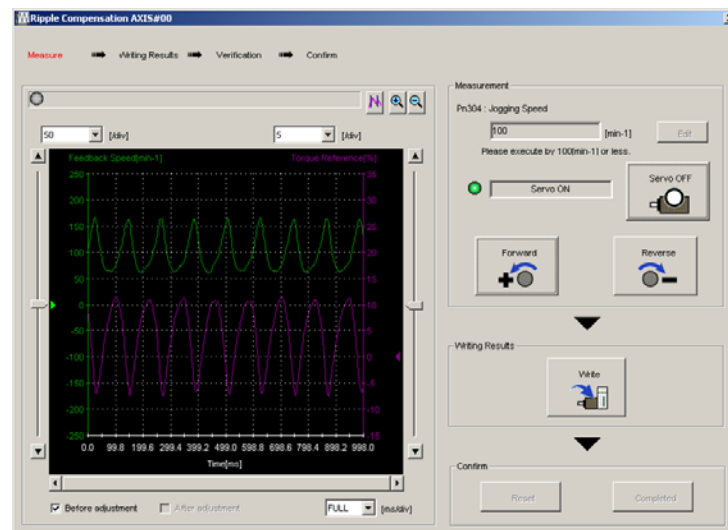 Ripple Compensation AXIS#00
Measure Writing Results Verification Confirm
50 [/div] 5 [/div]
Feedback Speed[min-1] Torque Reference[%]
250 35
200 30
150 25
100 20
50 15
0 10
-50 5
-100 0
-150 -5
-200 -10
-250 -15
0.0 99.8 199.6 299.4 399.2 499.0 598.8 698.6 798.4 898.2 998.0
Time[ms]
Before adjustment After adjustment FULL [ms/div]
Measurement
Pn304 : Jogging Speed
100 [min-1] Edit
Please execute by 100[min-1] or less.
Servo ON Servo OFF
Forward Reverse
Writing Results
Write
Confirm
Reset Completed